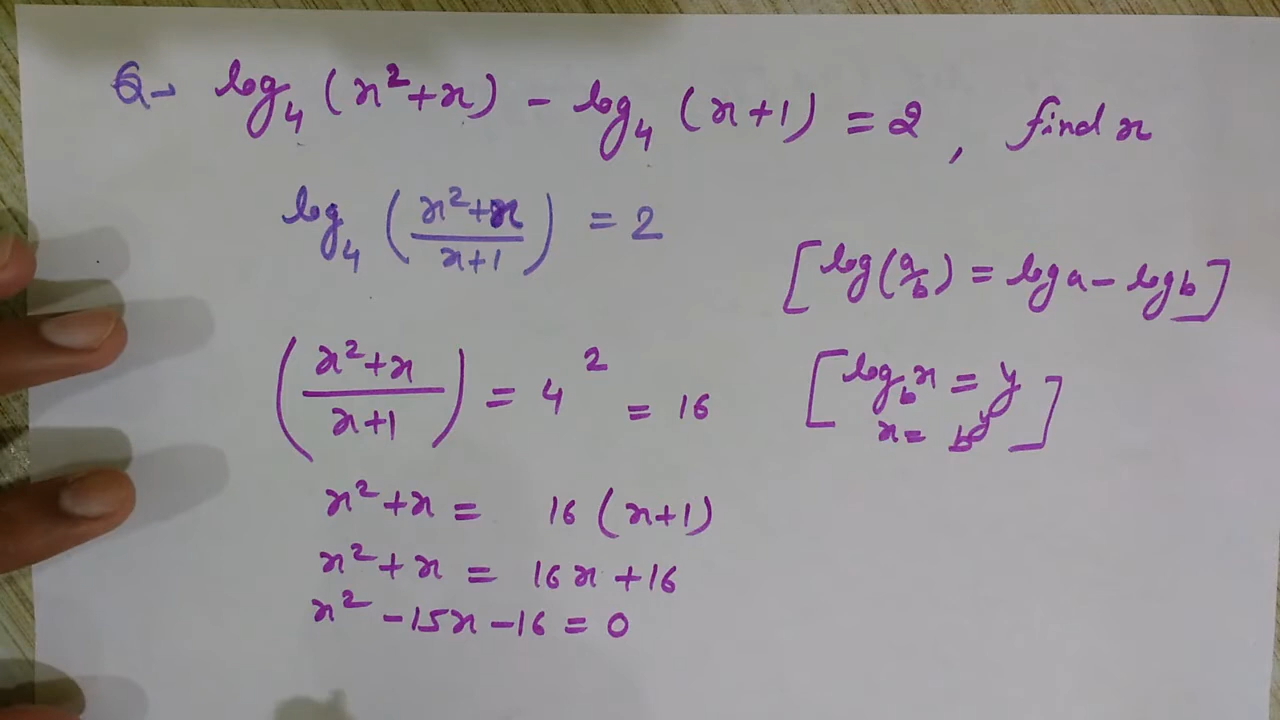 Q→ log₄(x²+x) - log₄(x+1) = 2, find x
log₄((x²+x)/(x+1)) = 2
[log(a/b) = log a - log b]
((x²+x)/(x+1)) = 4² = 16
[log_b x = y
x = b^y]
x²+x = 16(x+1)
x²+x = 16x+16
x² -15x -16 = 0